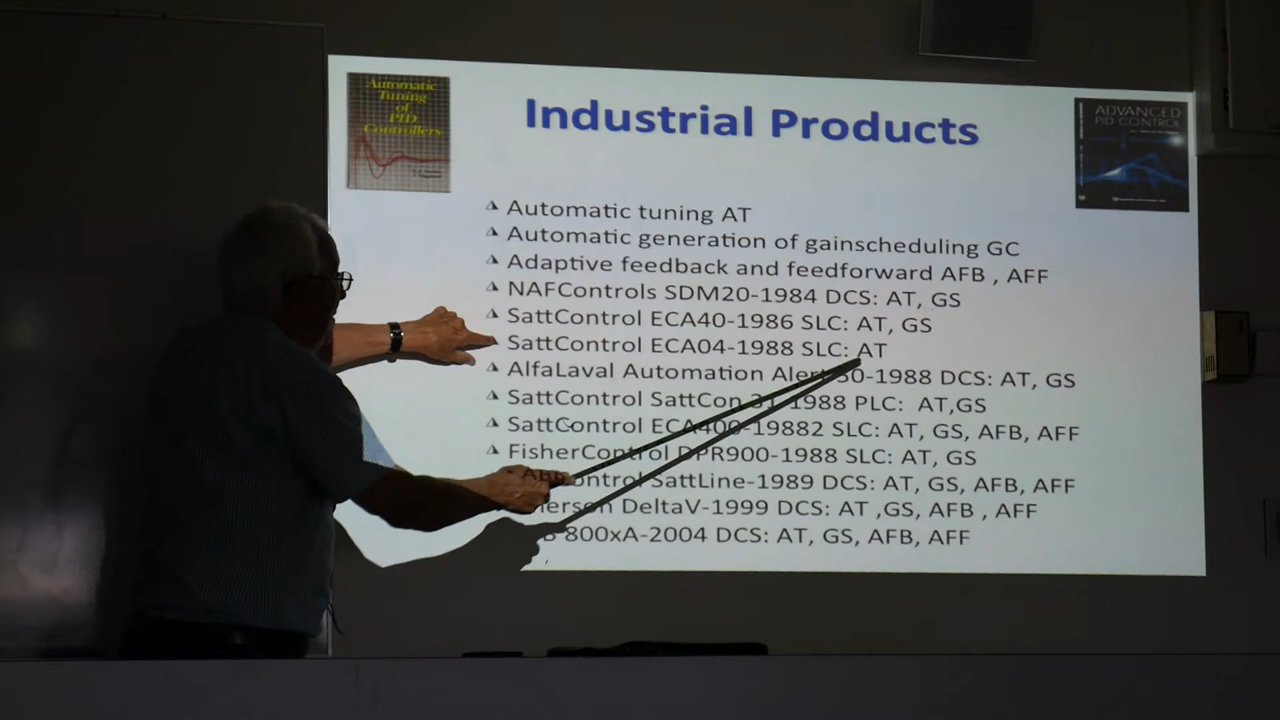 Automatic
Tuning
of
PID
Controllers
Industrial Products
ADVANCED
PID CONTROL
Automatic tuning AT
Automatic generation of gainscheduling GC
Adaptive feedback and feedforward AFB , AFF
NAFControls SDM20-1984 DCS: AT, GS
SattControl ECA40-1986 SLC: AT, GS
SattControl ECA04-1988 SLC: AT
AlfaLaval Automation Alert 50-1988 DCS: AT, GS
SattControl SattCon 31-1988 PLC: AT,GS
SattControl ECA400-19882 SLC: AT, GS, AFB, AFF
FisherControl DPR900-1988 SLC: AT, GS
SattLine-1989 DCS: AT, GS, AFB, AFF
DeltaV-1999 DCS: AT ,GS, AFB , AFF
800xA-2004 DCS: AT, GS, AFB, AFF